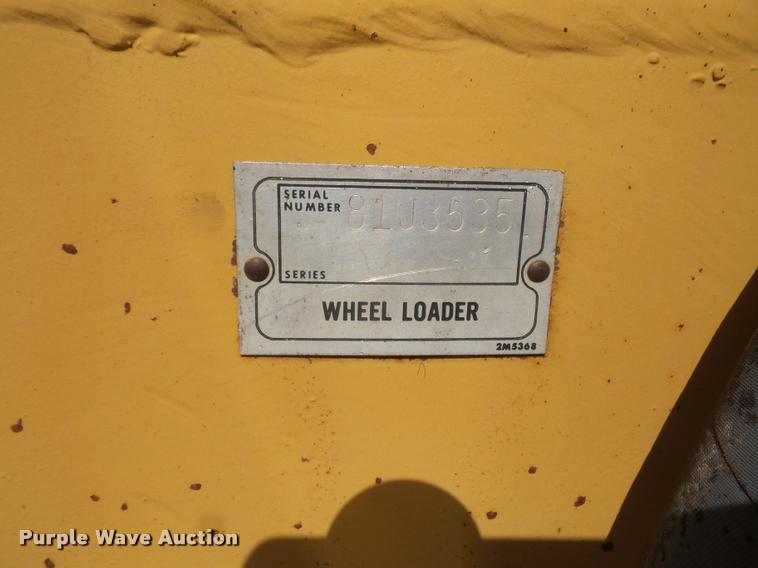 SERIAL
NUMBER 81J3535
SERIES
WHEEL LOADER
2M5368
Purple Wave Auction